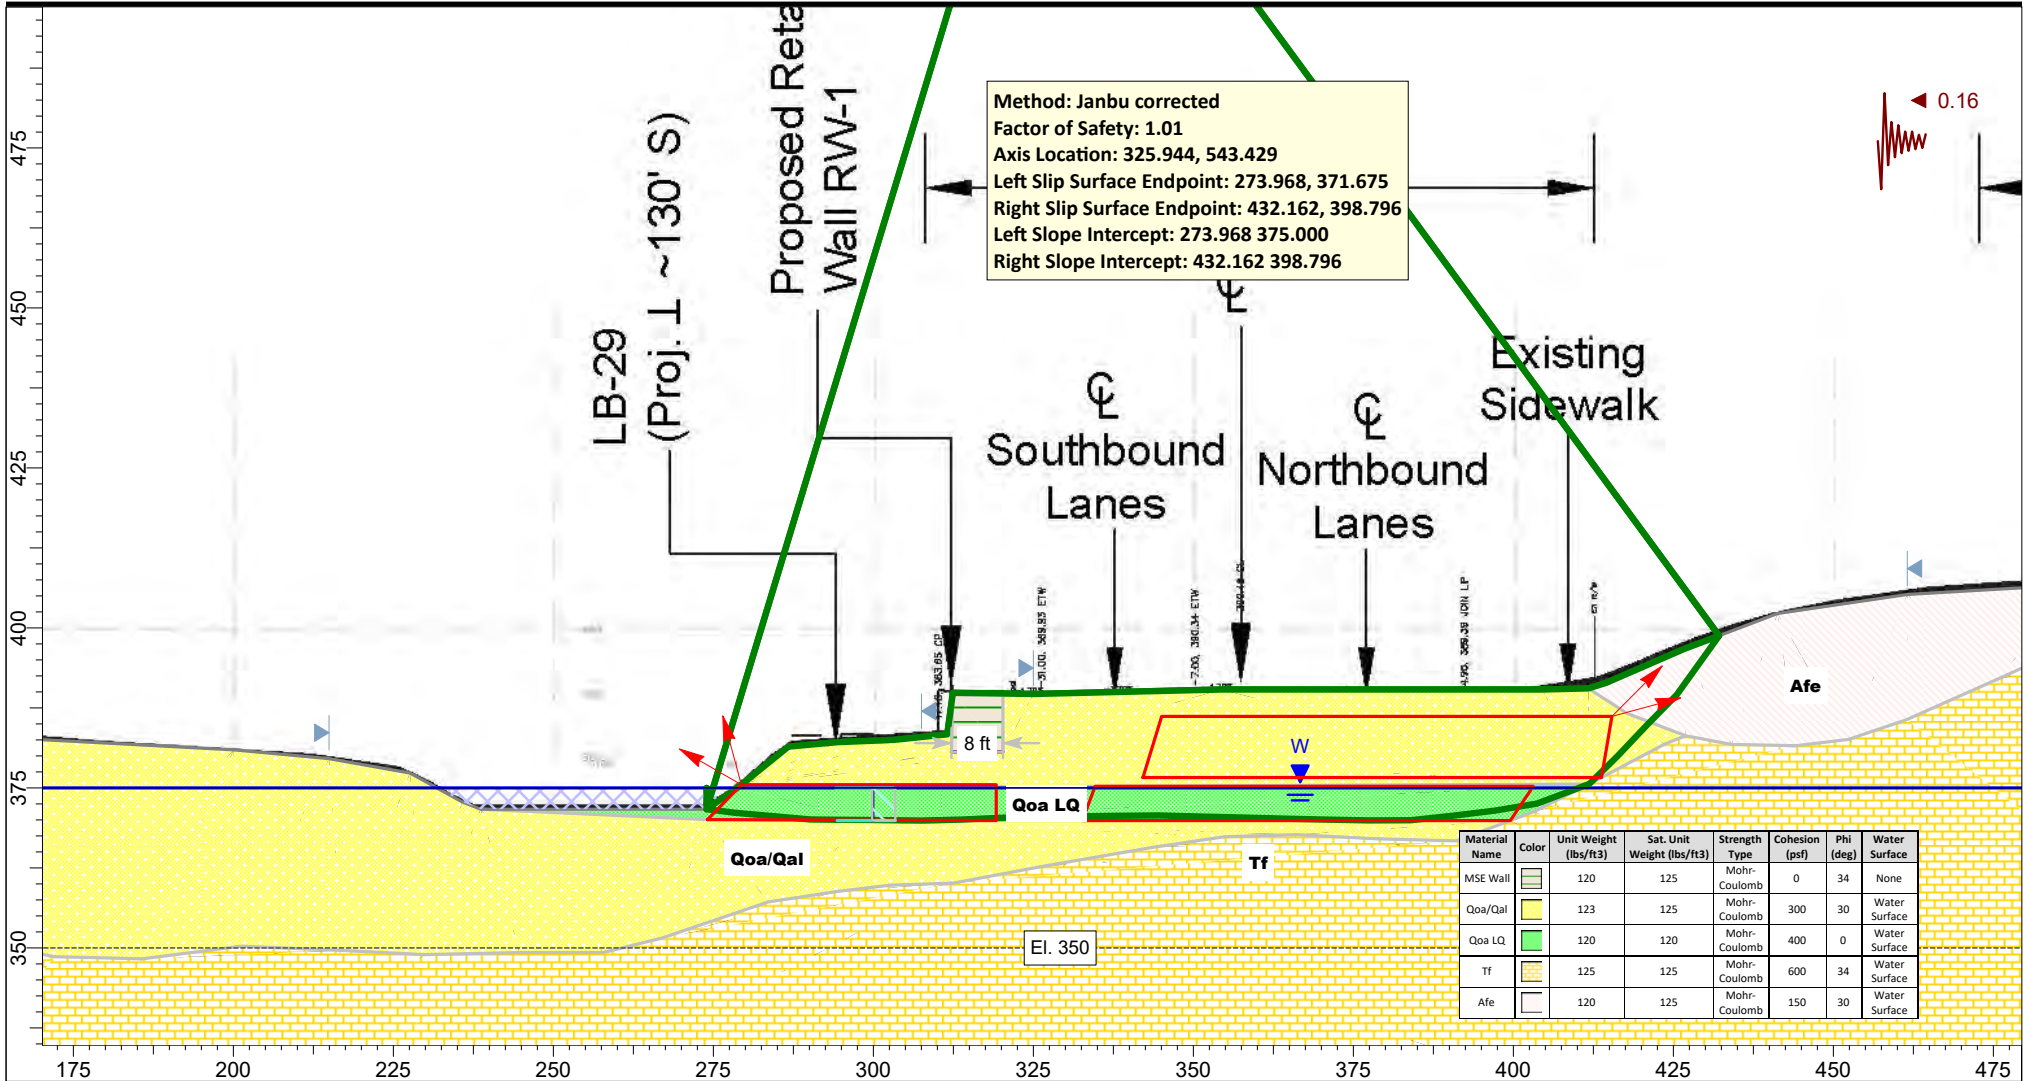 Proposed Reta
Wall RW-1
LB-29
(Proj. ⊥ ~130' S)
Method: Janbu corrected
Factor of Safety: 1.01
Axis Location: 325.944, 543.429
Left Slip Surface Endpoint: 273.968, 371.675
Right Slip Surface Endpoint: 432.162, 398.796
Left Slope Intercept: 273.968 375.000
Right Slope Intercept: 432.162 398.796
0.16
℄
℄
Southbound
Lanes
℄
Northbound
Lanes
Existing
Sidewalk
475
450
425
400
375
350
8 ft
W
Afe
Qoa LQ
Qoa/Qal
Tf
El. 350
Material Name Color Unit Weight (lbs/ft3) Sat. Unit Weight (lbs/ft3) Strength Type Cohesion (psf) Phi (deg) Water Surface
MSE Wall 120 125 Mohr-Coulomb 0 34 None
Qoa/Qal 123 125 Mohr-Coulomb 300 30 Water Surface
Qoa LQ 120 120 Mohr-Coulomb 400 0 Water Surface
Tf 125 125 Mohr-Coulomb 600 34 Water Surface
Afe 120 125 Mohr-Coulomb 150 30 Water Surface
175 200 225 250 275 300 325 350 375 400 425 450 475